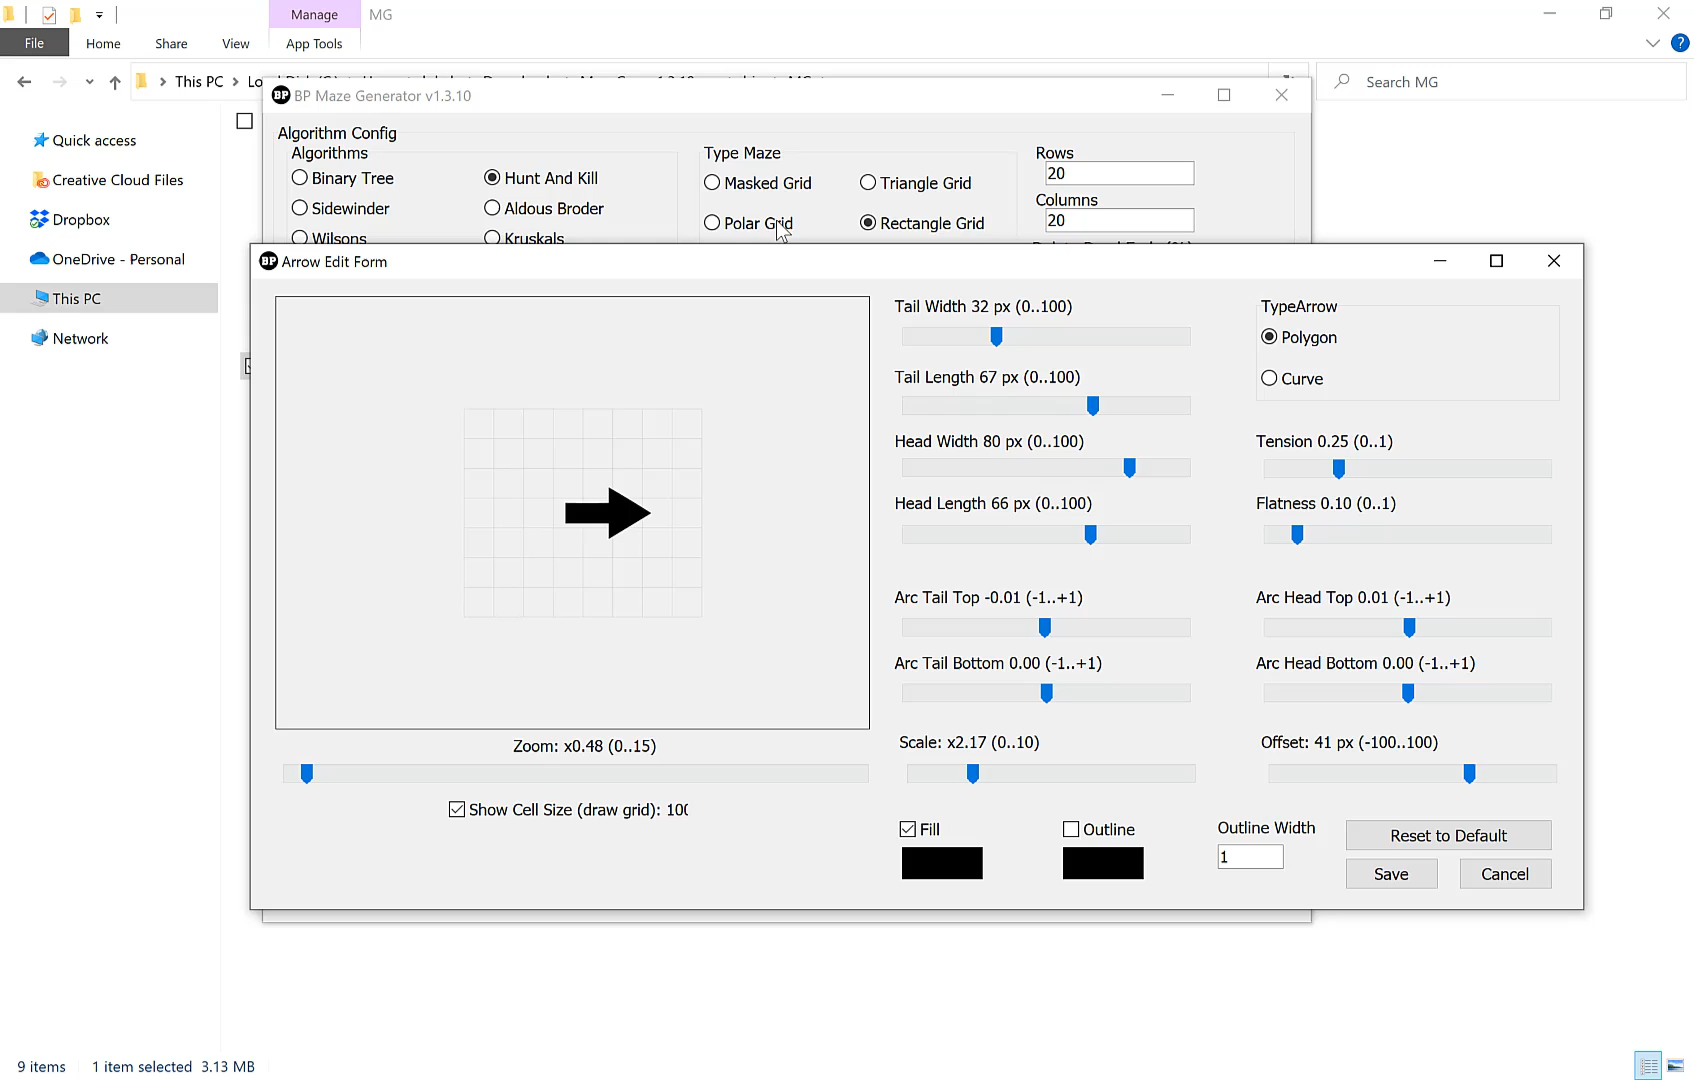 Manage
MG
File
Home
Share
View
App Tools
This PC
Search MG
BP
BP Maze Generator v1.3.10
Quick access
Creative Cloud Files
Dropbox
OneDrive - Personal
This PC
Network
Algorithm Config
Algorithms
Binary Tree
Hunt And Kill
Sidewinder
Aldous Broder
Wilsons
Kruskals
Type Maze
Masked Grid
Triangle Grid
Polar Grid
Rectangle Grid
Rows
20
Columns
20
BP
Arrow Edit Form
Tail Width 32 px (0..100)
Tail Length 67 px (0..100)
Head Width 80 px (0..100)
Head Length 66 px (0..100)
TypeArrow
Polygon
Curve
Tension 0.25 (0..1)
Flatness 0.10 (0..1)
Arc Tail Top -0.01 (-1..+1)
Arc Head Top 0.01 (-1..+1)
Arc Tail Bottom 0.00 (-1..+1)
Arc Head Bottom 0.00 (-1..+1)
Zoom: x0.48 (0..15)
Scale: x2.17 (0..10)
Offset: 41 px (-100..100)
Show Cell Size (draw grid): 100
Fill
Outline
Outline Width
1
Reset to Default
Save
Cancel
9 items
1 item selected 3.13 MB